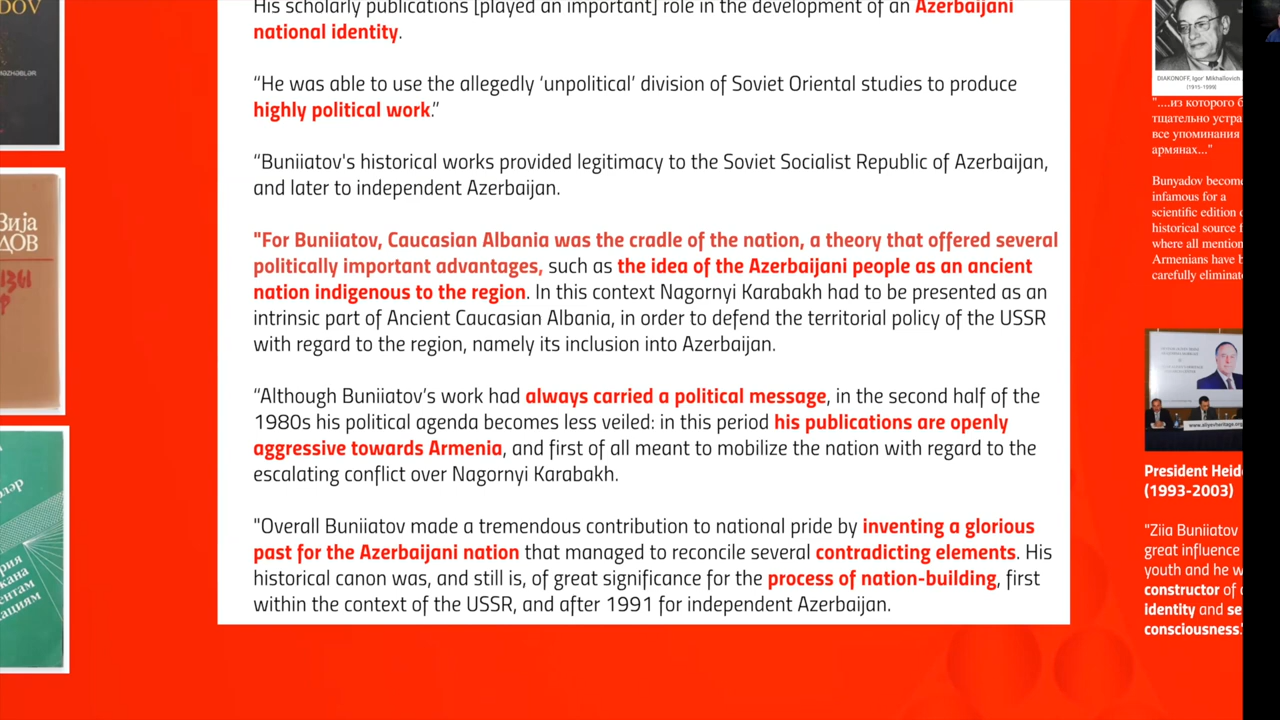 His scholarly publications [played an important] role in the development of an Azerbaijani
national identity.
“He was able to use the allegedly ‘unpolitical’ division of Soviet Oriental studies to produce
highly political work.”
“Buniiatov's historical works provided legitimacy to the Soviet Socialist Republic of Azerbaijan,
and later to independent Azerbaijan.
"For Buniiatov, Caucasian Albania was the cradle of the nation, a theory that offered several
politically important advantages, such as the idea of the Azerbaijani people as an ancient
nation indigenous to the region. In this context Nagornyi Karabakh had to be presented as an
intrinsic part of Ancient Caucasian Albania, in order to defend the territorial policy of the USSR
with regard to the region, namely its inclusion into Azerbaijan.
“Although Buniiatov’s work had always carried a political message, in the second half of the
1980s his political agenda becomes less veiled: in this period his publications are openly
aggressive towards Armenia, and first of all meant to mobilize the nation with regard to the
escalating conflict over Nagornyi Karabakh.
"Overall Buniiatov made a tremendous contribution to national pride by inventing a glorious
past for the Azerbaijani nation that managed to reconcile several contradicting elements. His
historical canon was, and still is, of great significance for the process of nation-building, first
within the context of the USSR, and after 1991 for independent Azerbaijan.
DIAKONOFF, Igor' Mikhailovich
(1915-1999)
"....из которого б
тщательно устра
все упоминания
армянах..."
Bunyadov become
infamous for a
scientific edition
historical source f
where all mention
Armenians have b
carefully eliminat
www.aliyevheritage.org
President Heid
(1993-2003)
"Ziia Buniiatov
great influence
youth and he w
constructor of
identity and se
consciousness."